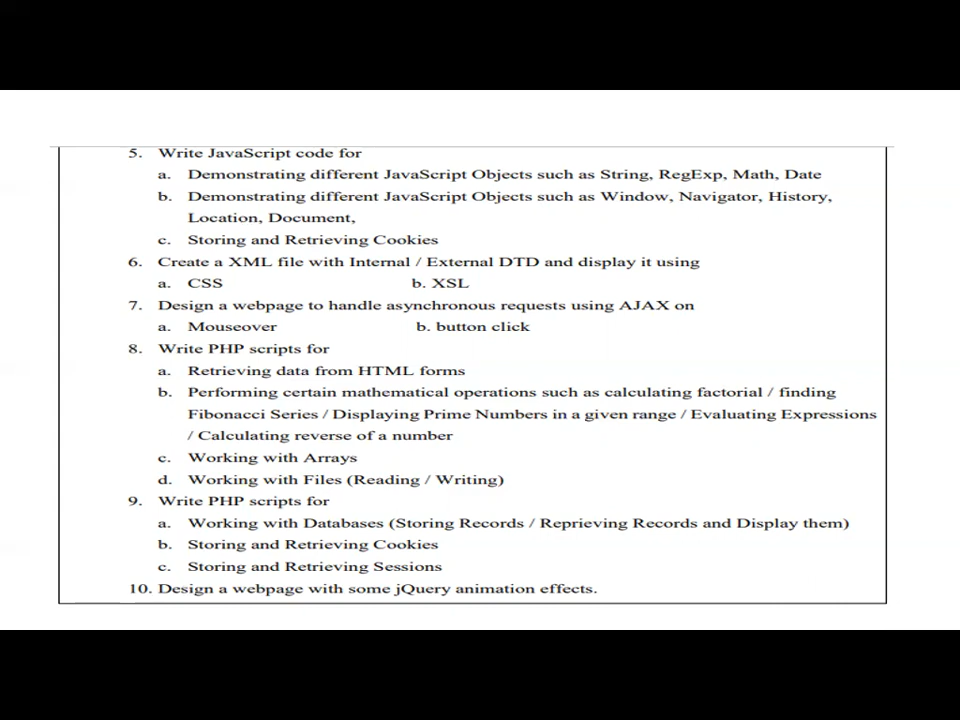 5. Write JavaScript code for
a. Demonstrating different JavaScript Objects such as String, RegExp, Math, Date
b. Demonstrating different JavaScript Objects such as Window, Navigator, History,
Location, Document,
c. Storing and Retrieving Cookies
6. Create a XML file with Internal / External DTD and display it using
a. CSS b. XSL
7. Design a webpage to handle asynchronous requests using AJAX on
a. Mouseover b. button click
8. Write PHP scripts for
a. Retrieving data from HTML forms
b. Performing certain mathematical operations such as calculating factorial / finding
Fibonacci Series / Displaying Prime Numbers in a given range / Evaluating Expressions
/ Calculating reverse of a number
c. Working with Arrays
d. Working with Files (Reading / Writing)
9. Write PHP scripts for
a. Working with Databases (Storing Records / Reprieving Records and Display them)
b. Storing and Retrieving Cookies
c. Storing and Retrieving Sessions
10. Design a webpage with some jQuery animation effects.